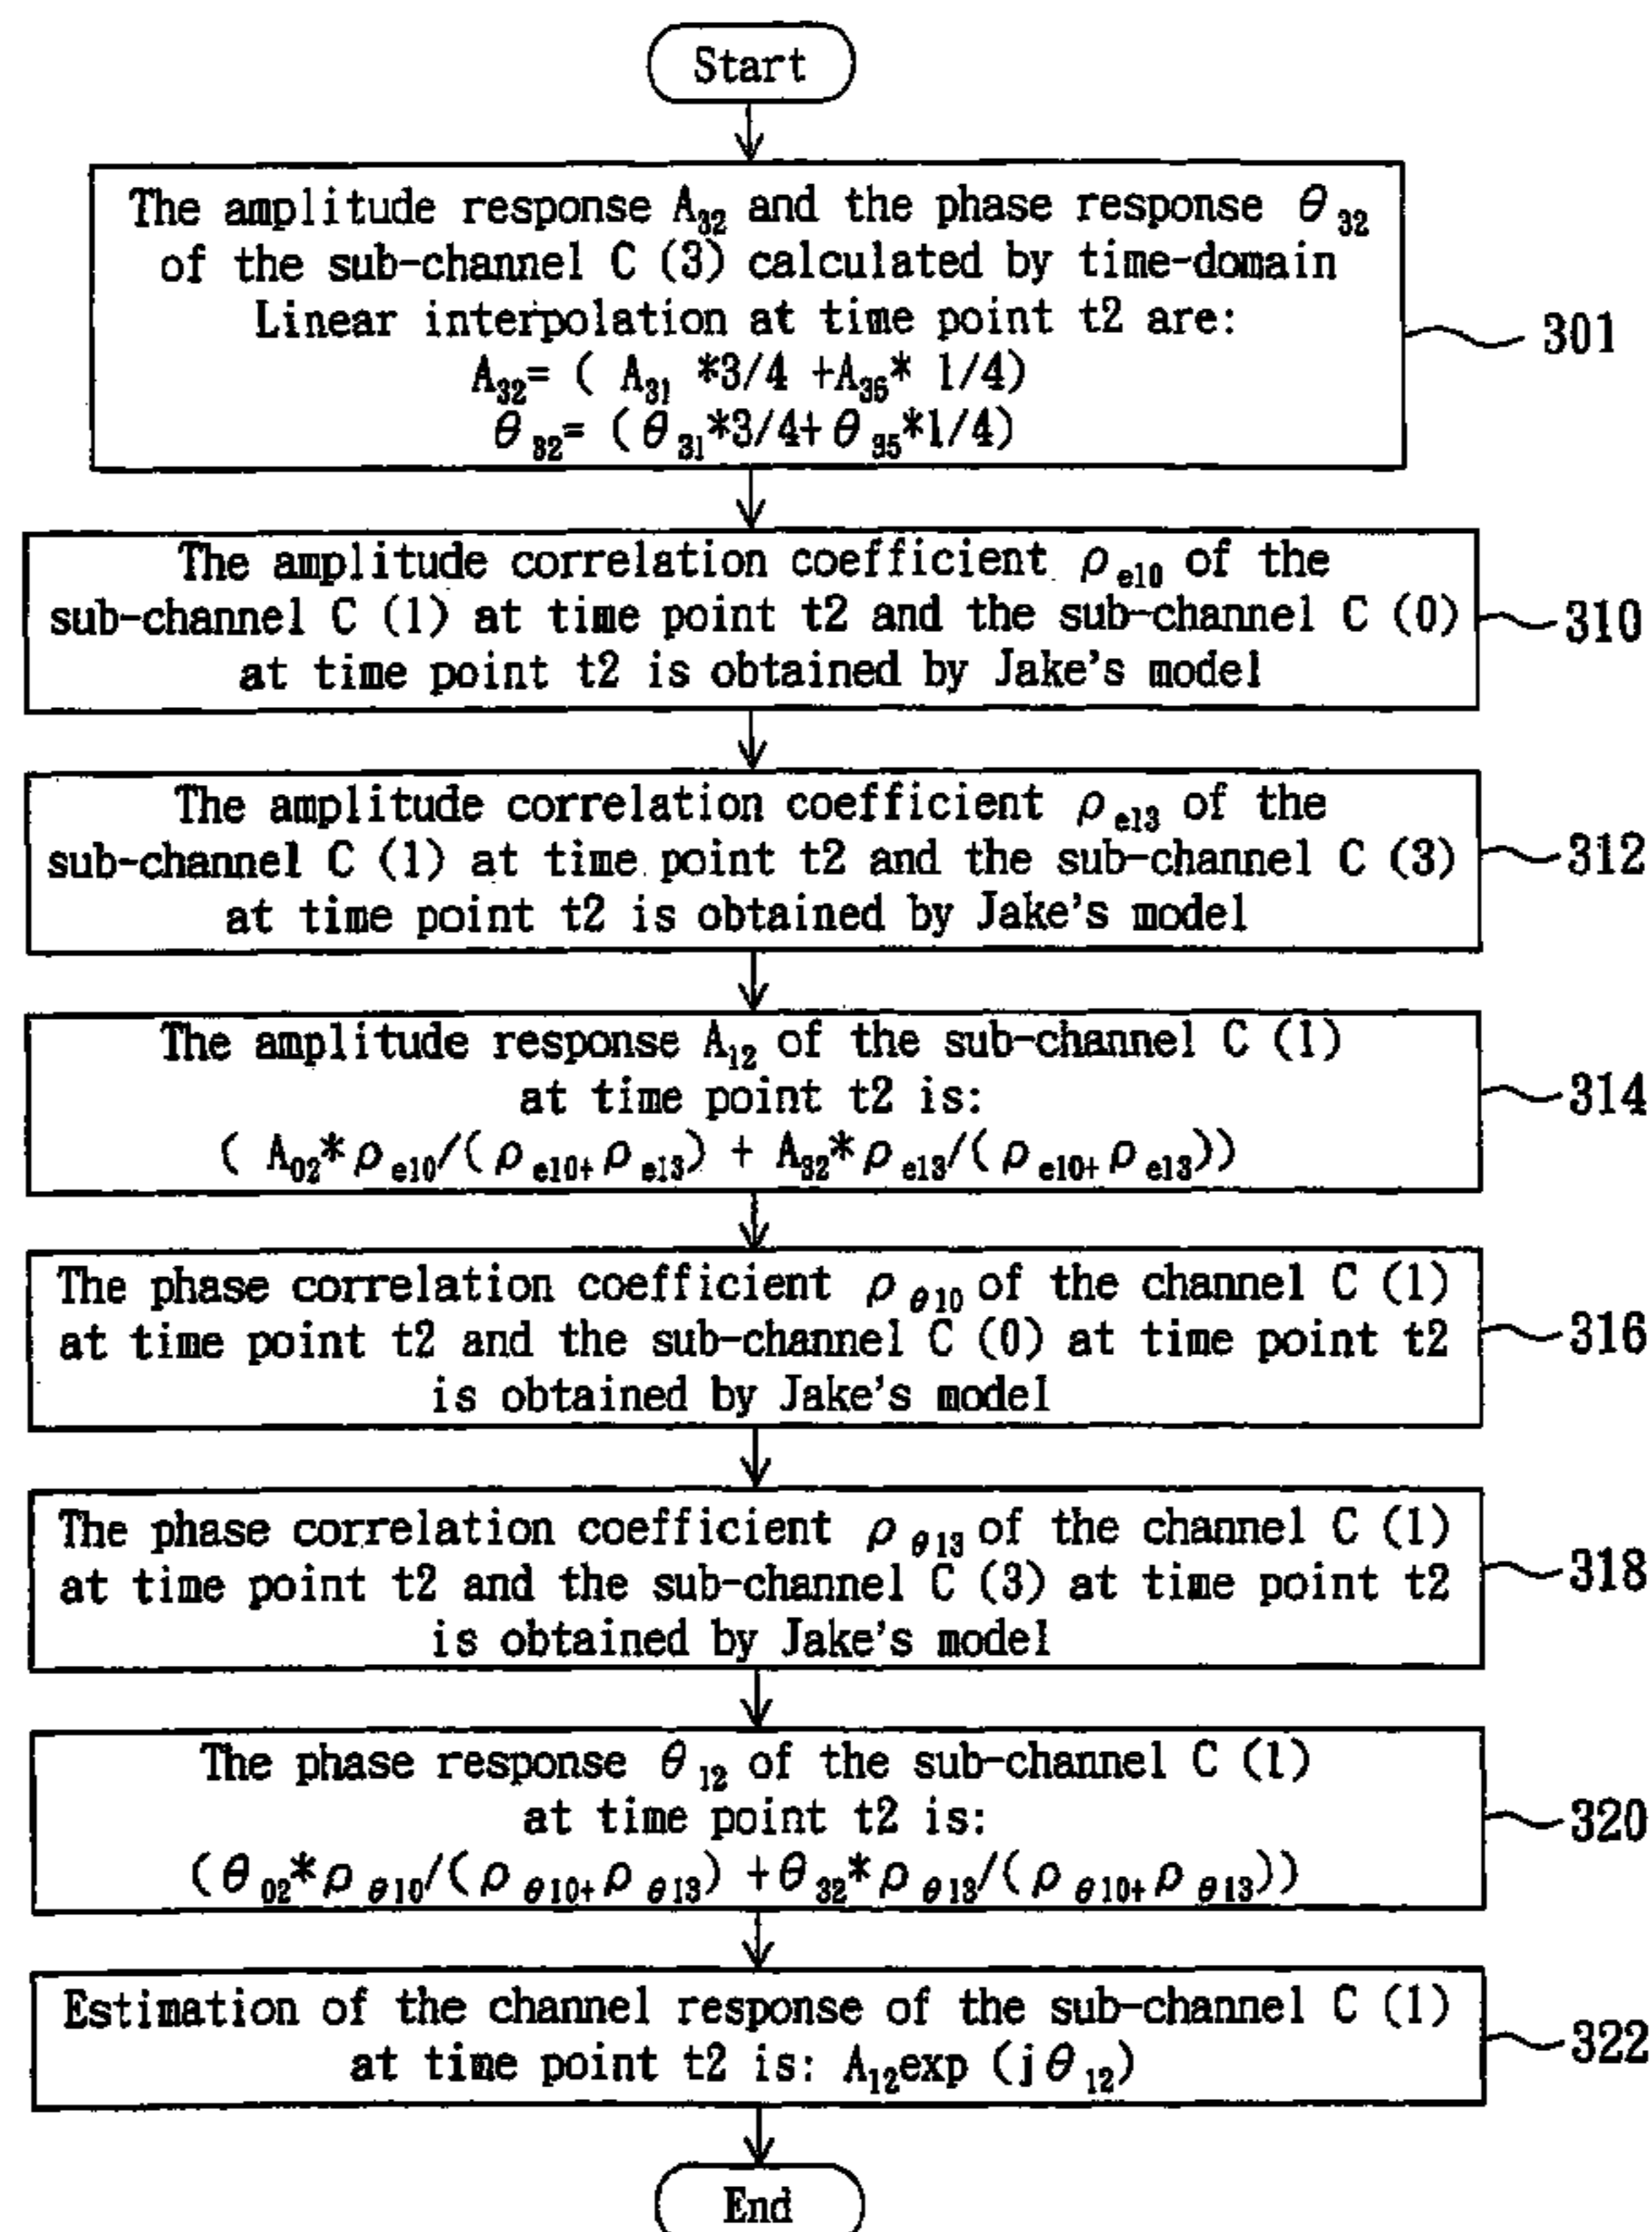 Start
The amplitude response A₃₂ and the phase response θ₃₂
of the sub-channel C (3) calculated by time-domain
Linear interpolation at time point t2 are:
A₃₂= ( A₃₁ *3/4 +A₃₅* 1/4)
θ₃₂= (θ₃₁*3/4+θ₃₅*1/4)
301
The amplitude correlation coefficient ρₑ₁₀ of the
sub-channel C (1) at time point t2 and the sub-channel C (0)
at time point t2 is obtained by Jake's model
310
The amplitude correlation coefficient ρₑ₁₃ of the
sub-channel C (1) at time point t2 and the sub-channel C (3)
at time point t2 is obtained by Jake's model
312
The amplitude response A₁₂ of the sub-channel C (1)
at time point t2 is:
( A₀₂*ρₑ₁₀/(ρₑ₁₀₊ρₑ₁₃) + A₃₂*ρₑ₁₃/(ρₑ₁₀₊ρₑ₁₃))
314
The phase correlation coefficient ρ_θ10 of the channel C (1)
at time point t2 and the sub-channel C (0) at time point t2
is obtained by Jake's model
316
The phase correlation coefficient ρ_θ13 of the channel C (1)
at time point t2 and the sub-channel C (3) at time point t2
is obtained by Jake's model
318
The phase response θ₁₂ of the sub-channel C (1)
at time point t2 is:
(θ₀₂*ρ_θ10/(ρ_θ10+ρ_θ13) +θ₃₂*ρ_θ13/(ρ_θ10+ρ_θ13))
320
Estimation of the channel response of the sub-channel C (1)
at time point t2 is: A₁₂exp (jθ₁₂)
322
End